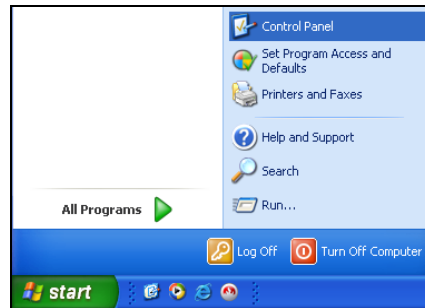 Control Panel
Set Program Access and
Defaults
Printers and Faxes
Help and Support
Search
Run...
All Programs
Log Off
Turn Off Computer
start